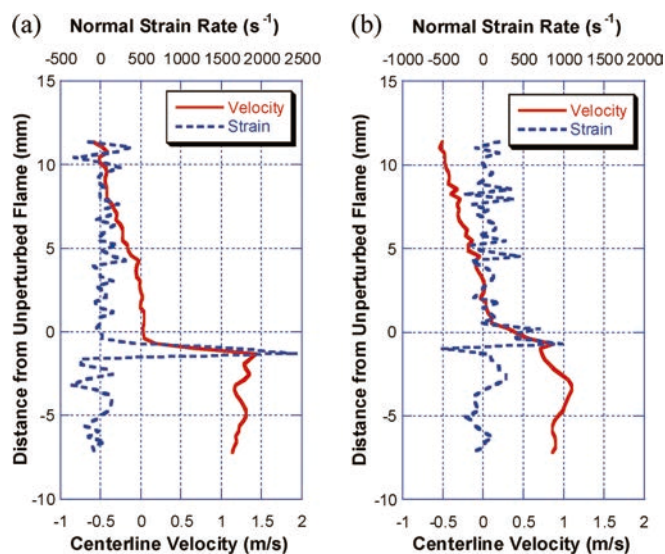 (a)
Normal Strain Rate (s-1)
-500 0 500 1000 1500 2000 2500
15
10
5
0
-5
-10
Distance from Unperturbed Flame (mm)
Velocity
Strain
-1 -0.5 0 0.5 1 1.5 2
Centerline Velocity (m/s)
(b)
Normal Strain Rate (s-1)
-1000 -500 0 500 1000 1500 2000
15
10
5
0
-5
-10
Distance from Unperturbed Flame (mm)
Velocity
Strain
-1 -0.5 0 0.5 1 1.5 2
Centerline Velocity (m/s)